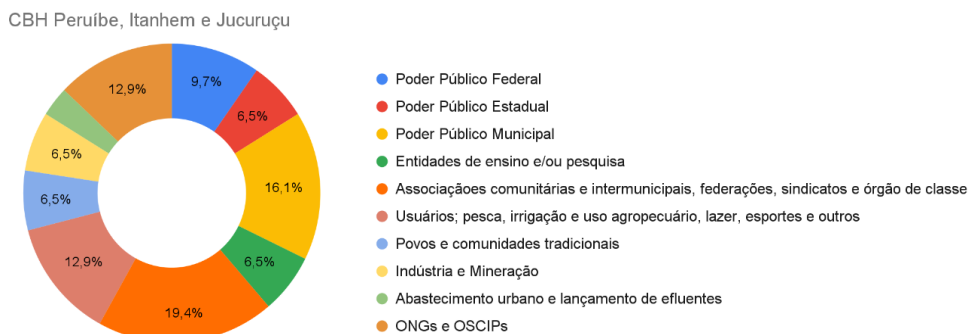 CBH Peruíbe, Itanhem e Jucuruçu
9,7%
6,5%
16,1%
6,5%
19,4%
12,9%
6,5%
6,5%
12,9%
Poder Público Federal
Poder Público Estadual
Poder Público Municipal
Entidades de ensino e/ou pesquisa
Associaçãoes comunitárias e intermunicipais, federações, sindicatos e órgão de classe
Usuários; pesca, irrigação e uso agropecuário, lazer, esportes e outros
Povos e comunidades tradicionais
Indústria e Mineração
Abastecimento urbano e lançamento de efluentes
ONGs e OSCIPs